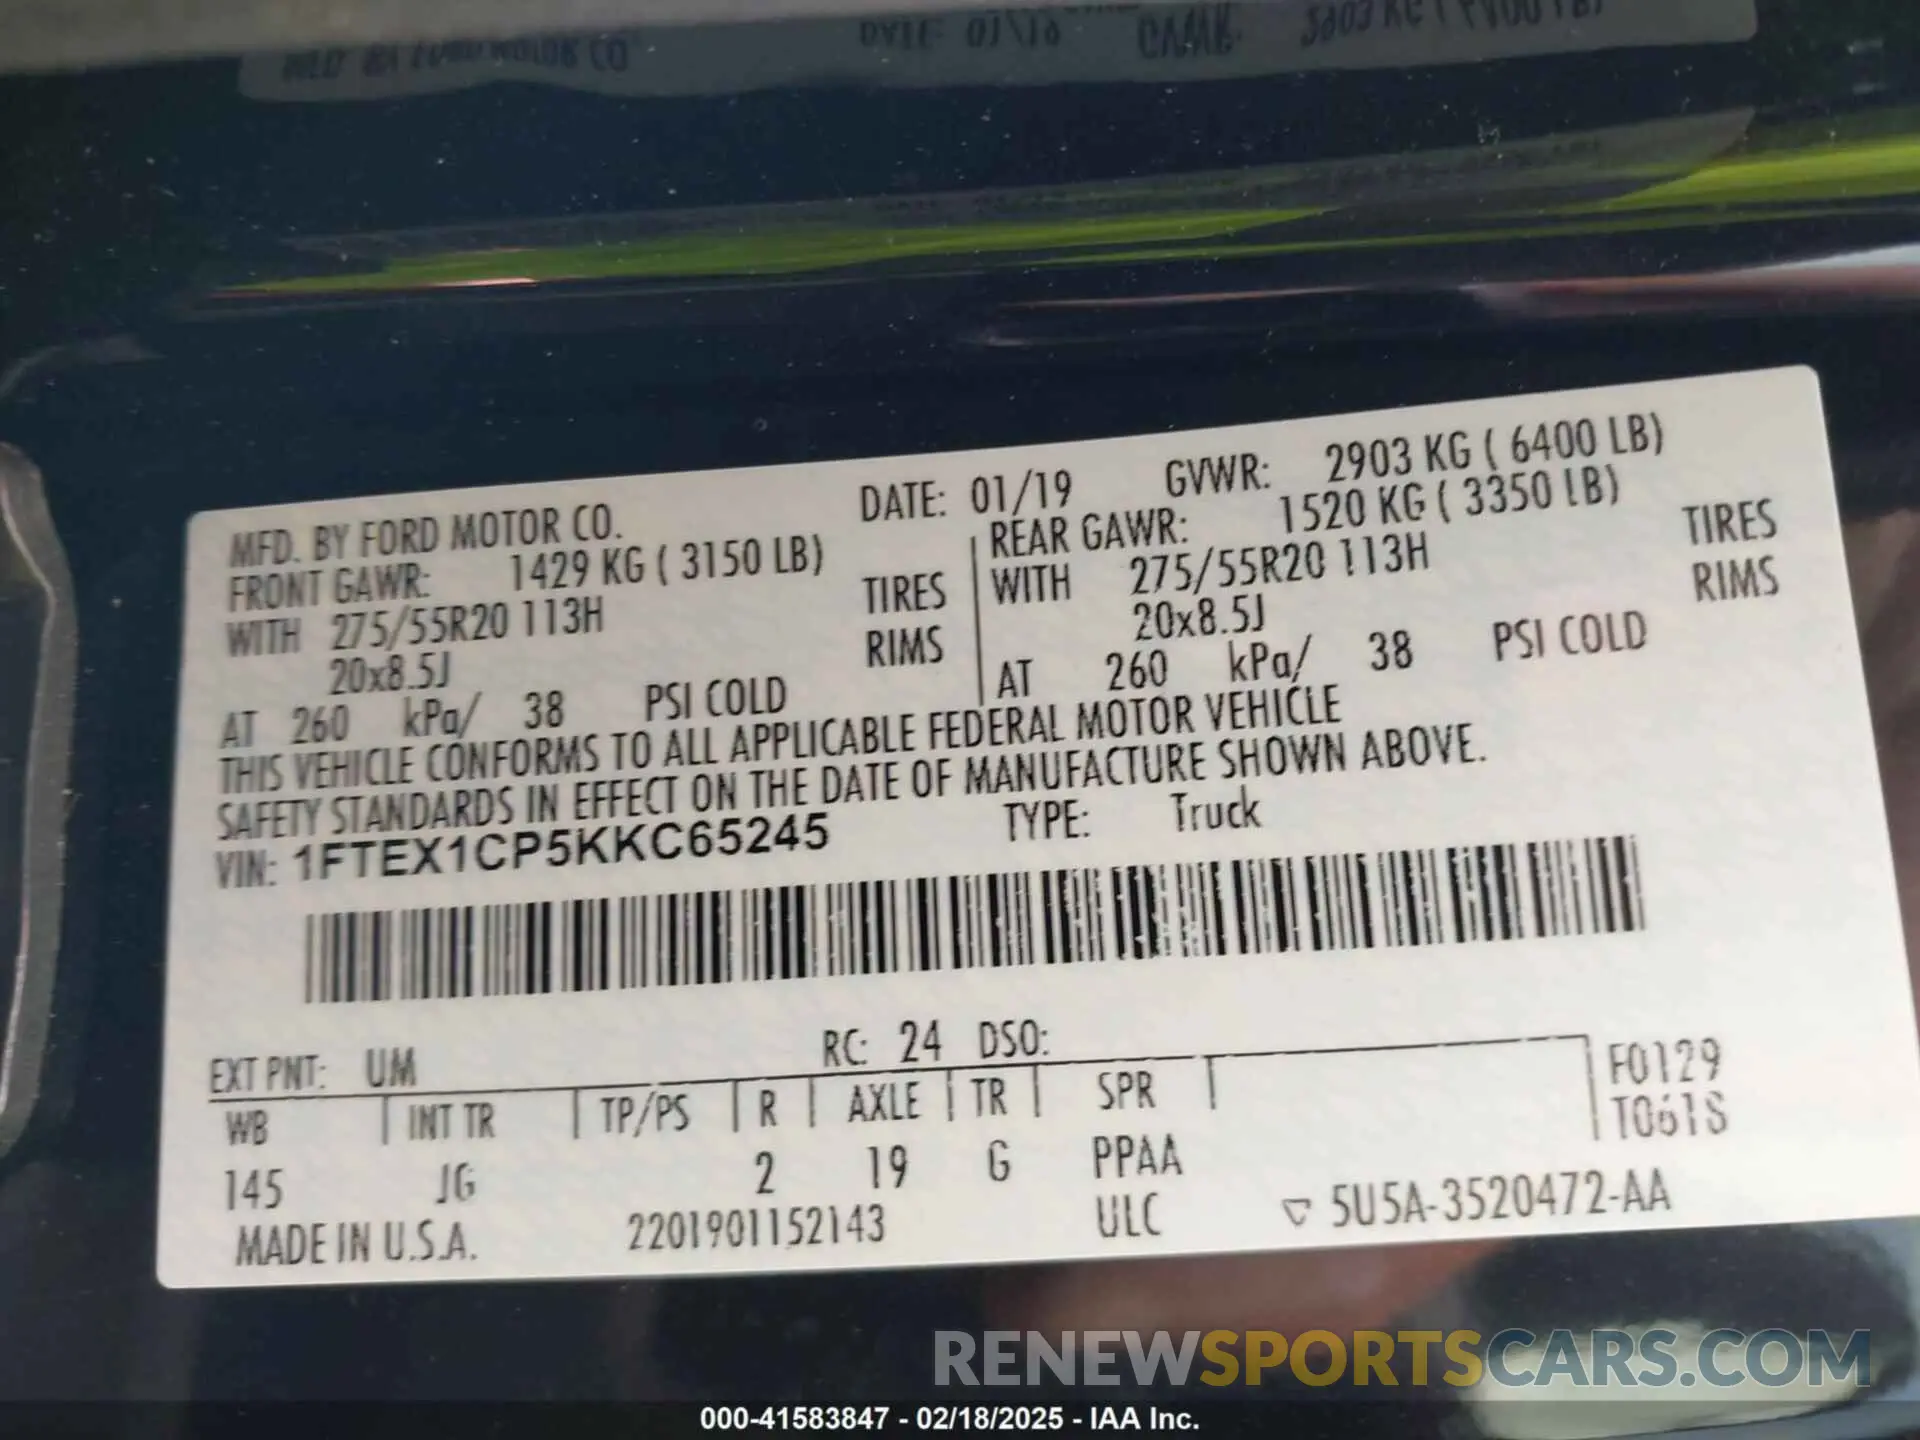 MFD. BY FORD MOTOR CO. DATE: 01/19 GVWR: 2903 KG ( 6400 LB)
FRONT GAWR: 1429 KG ( 3150 LB) REAR GAWR: 1520 KG ( 3350 LB)
WITH 275/55R20 113H TIRES WITH 275/55R20 113H TIRES
20x8.5J RIMS 20x8.5J RIMS
AT 260 kPa/ 38 PSI COLD AT 260 kPa/ 38 PSI COLD
THIS VEHICLE CONFORMS TO ALL APPLICABLE FEDERAL MOTOR VEHICLE
SAFETY STANDARDS IN EFFECT ON THE DATE OF MANUFACTURE SHOWN ABOVE.
VIN: 1FTEX1CP5KKC65245 TYPE: Truck
EXT PNT: UM RC: 24 DSO:
WB INT TR TP/PS R AXLE TR SPR F0129
T0618
145 JG 2 19 G PPAA
MADE IN U.S.A. 2201901152143 ULC 5U5A-3520472-AA
RENEWSPORTSCARS.COM
000-41583847 - 02/18/2025 - IAA Inc.